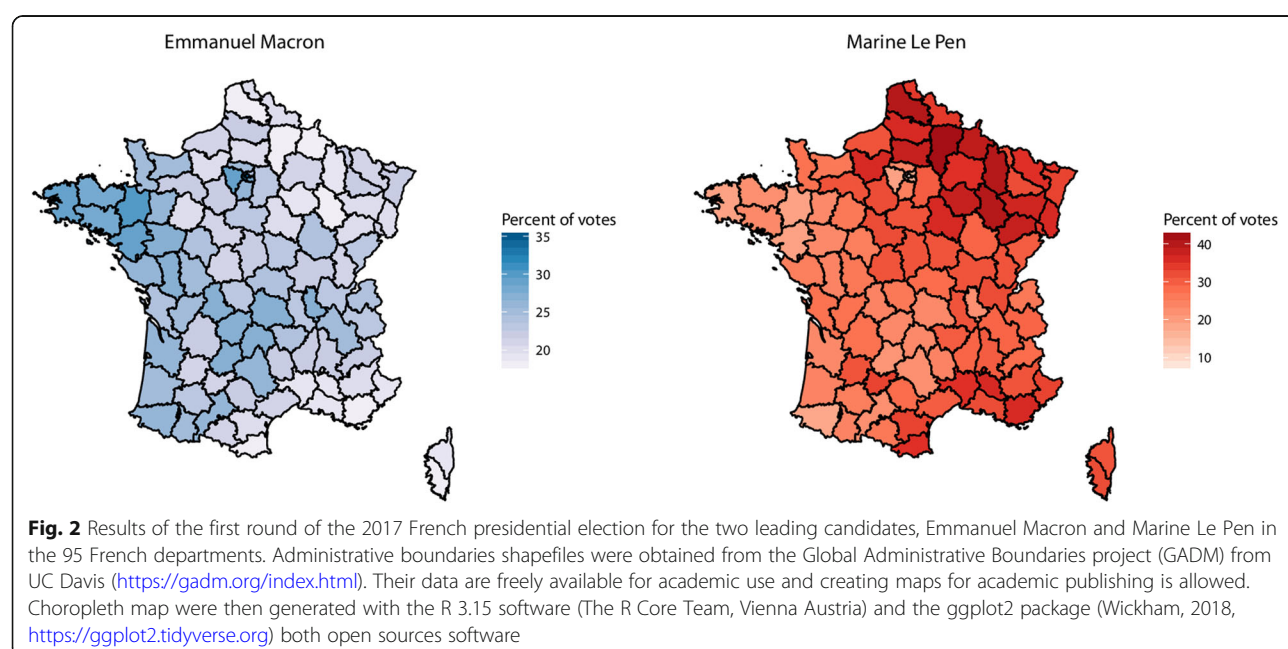 Emmanuel Macron
Marine Le Pen
Percent of votes
35
30
25
20
Percent of votes
40
30
20
10
Fig. 2 Results of the first round of the 2017 French presidential election for the two leading candidates, Emmanuel Macron and Marine Le Pen in
the 95 French departments. Administrative boundaries shapefiles were obtained from the Global Administrative Boundaries project (GADM) from
UC Davis (https://gadm.org/index.html). Their data are freely available for academic use and creating maps for academic publishing is allowed.
Choropleth map were then generated with the R 3.15 software (The R Core Team, Vienna Austria) and the ggplot2 package (Wickham, 2018,
https://ggplot2.tidyverse.org) both open sources software